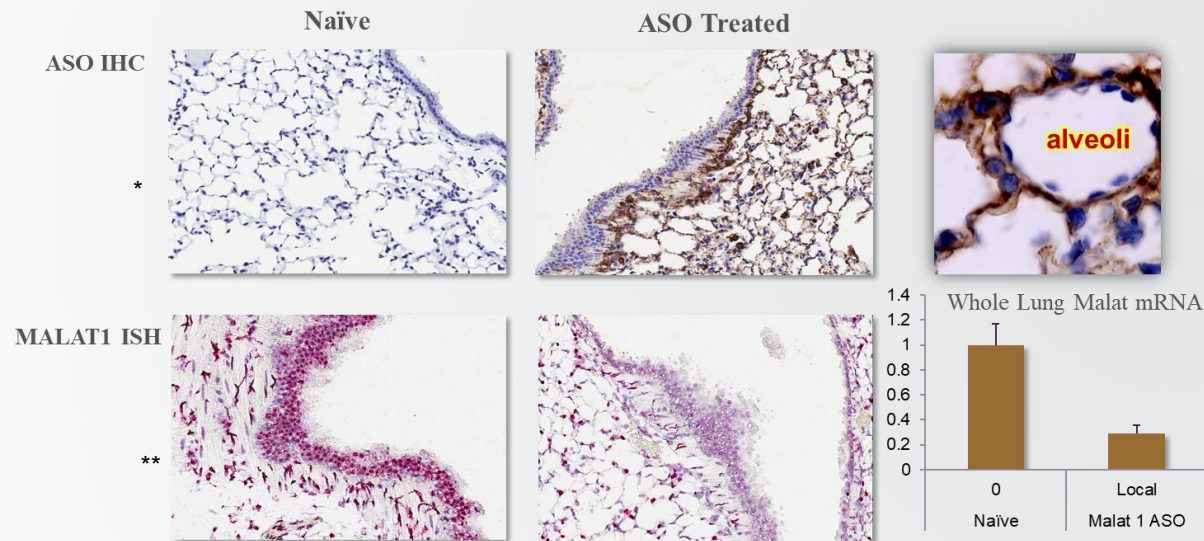 Naïve
ASO Treated
ASO IHC
*
alveoli
MALAT1 ISH
**
Whole Lung Malat mRNA
1.4
1.2
1
0.8
0.6
0.4
0.2
0
0 Local
Naïve Malat 1 ASO